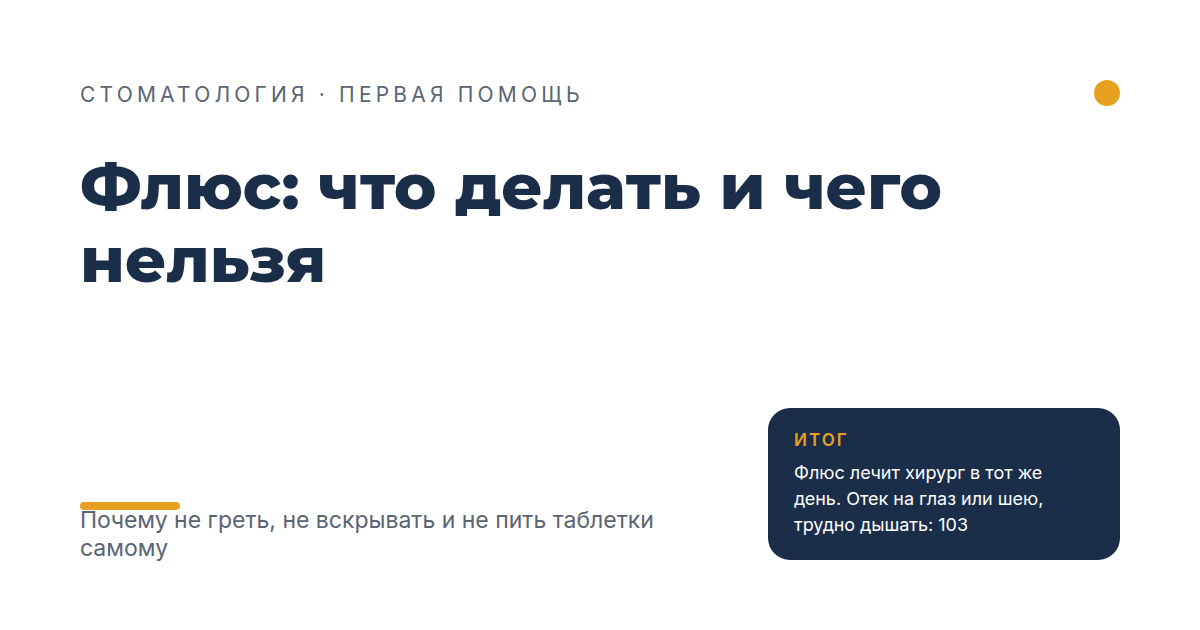 СТОМАТОЛОГИЯ · ПЕРВАЯ ПОМОЩЬ
Флюс: что делать и чего
нельзя
Почему не греть, не вскрывать и не пить таблетки
самому
ИТОГ
Флюс лечит хирург в тот же
день. Отек на глаз или шею,
трудно дышать: 103